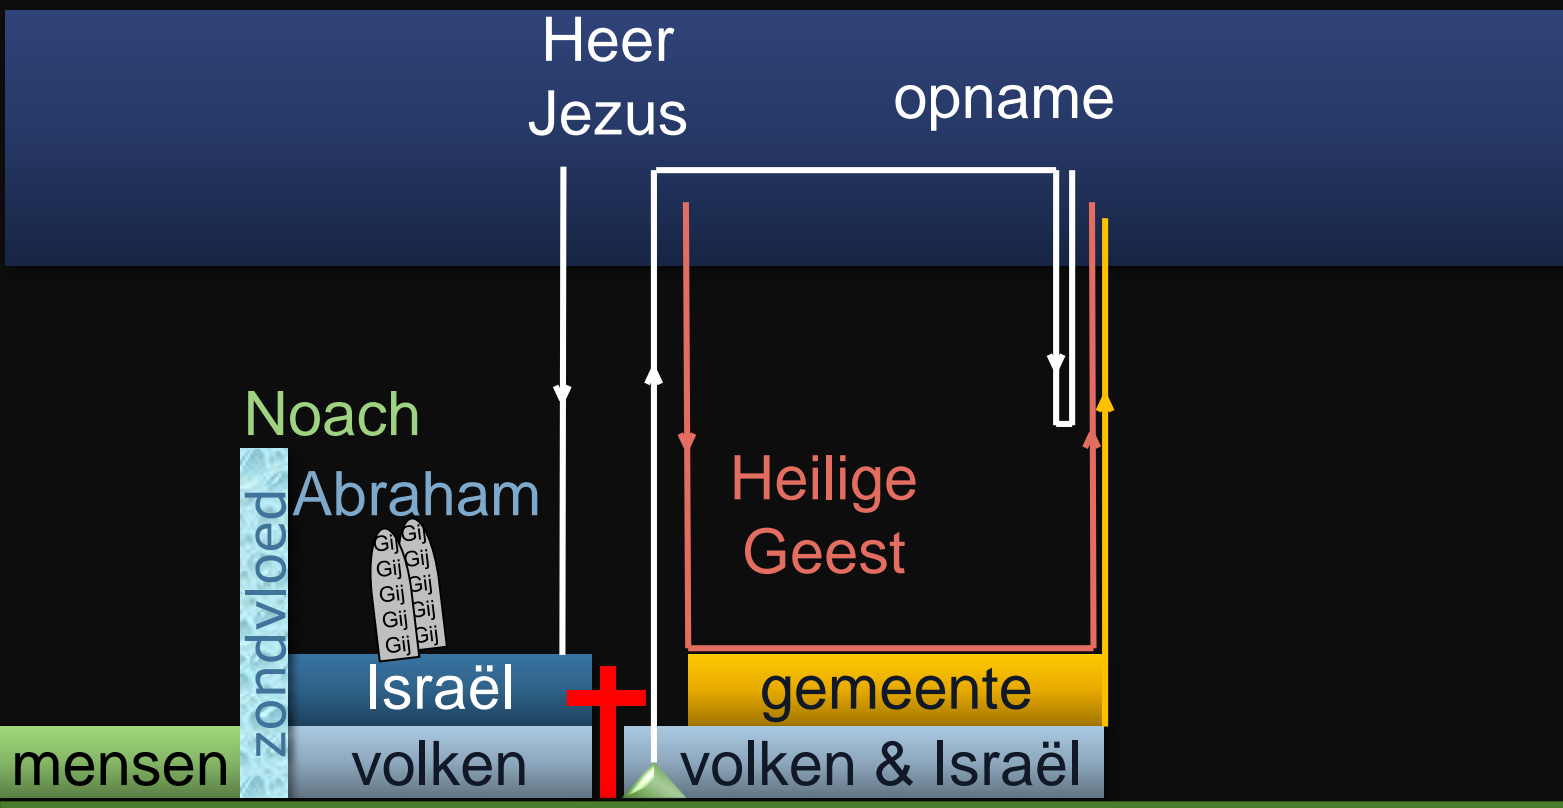 Heer
Jezus
opname
Noach
Abraham
zondvloed
Gij
Gij
Gij
Gij
Gij
Gij
Gij
Gij
Gij
Gij
Heilige
Geest
Israël
gemeente
mensen
volken
volken & Israël